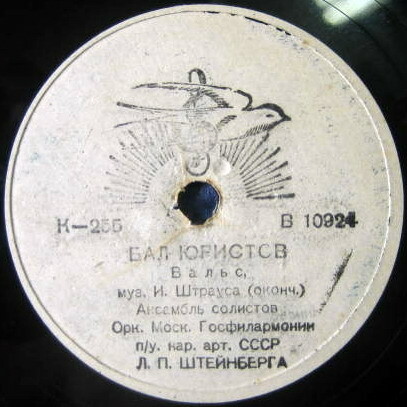 К-255 В 10924
БАЛ ЮРИСТОВ
Вальс,
муз. И. Штрауса (оконч.)
Ансамбль солистов
Орк. Моск. Госфилармонии
п/у. нар. арт. СССР
Л. П. ШТЕЙНБЕРГА